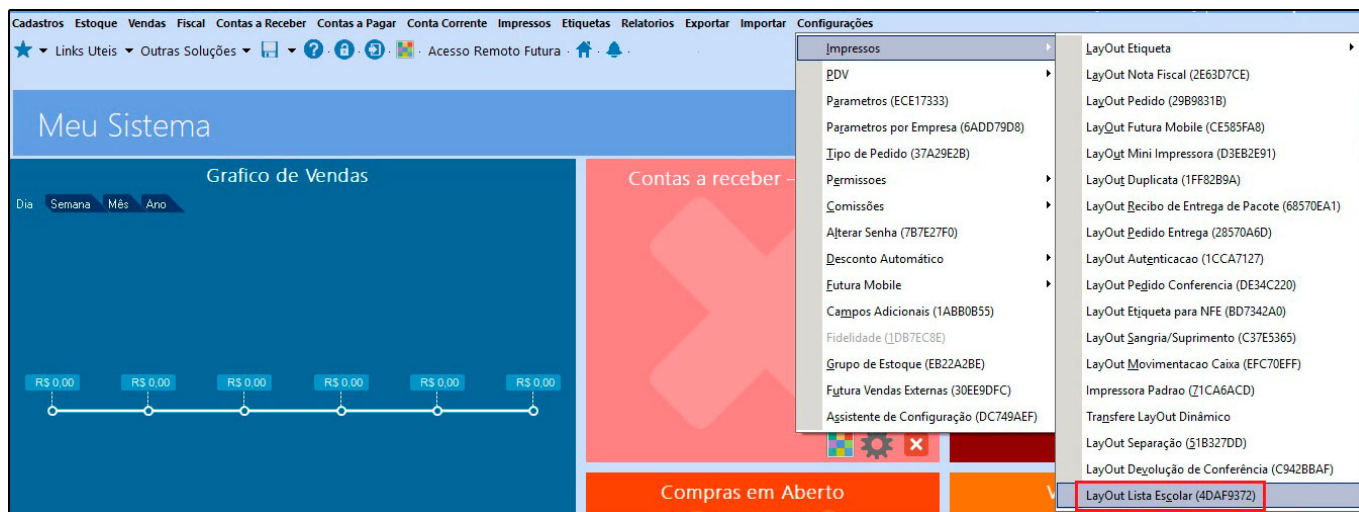 Cadastros Estoque Vendas Fiscal Contas a Receber Contas a Pagar Conta Corrente Impressos Etiquetas Relatorios Exportar Importar Configurações
Links Uteis Outras Soluções Acesso Remoto Futura
Meu Sistema
Grafico de Vendas
Dia Semana Mês Ano
R$ 0,00 R$ 0,00 R$ 0,00 R$ 0,00 R$ 0,00 R$ 0,00
Contas a receber –
Compras em Aberto
V
Impressos
PDV
Parametros (ECE17333)
Parametros por Empresa (6ADD79D8)
Tipo de Pedido (37A29E2B)
Permissoes
Comissões
Alterar Senha (7B7E27F0)
Desconto Automático
Futura Mobile
Campos Adicionais (1ABB0B55)
Fidelidade (1DB7EC8E)
Grupo de Estoque (EB22A2BE)
Futura Vendas Externas (30EE9DFC)
Assistente de Configuração (DC749AEF)
LayOut Etiqueta
LayOut Nota Fiscal (2E63D7CE)
LayOut Pedido (29B9831B)
LayOut Futura Mobile (CE585FA8)
LayOut Mini Impressora (D3EB2E91)
LayOut Duplicata (1FF82B9A)
LayOut Recibo de Entrega de Pacote (68570EA1)
LayOut Pedido Entrega (28570A6D)
LayOut Autenticacao (1CCA7127)
LayOut Pedido Conferencia (DE34C220)
LayOut Etiqueta para NFE (BD7342A0)
LayOut Sangria/Suprimento (C37E5365)
LayOut Movimentacao Caixa (EFC70EFF)
Impressora Padrao (71CA6ACD)
Transfere LayOut Dinâmico
LayOut Separação (51B327DD)
LayOut Devolução de Conferência (C942BBAF)
LayOut Lista Escolar (4DAF9372)